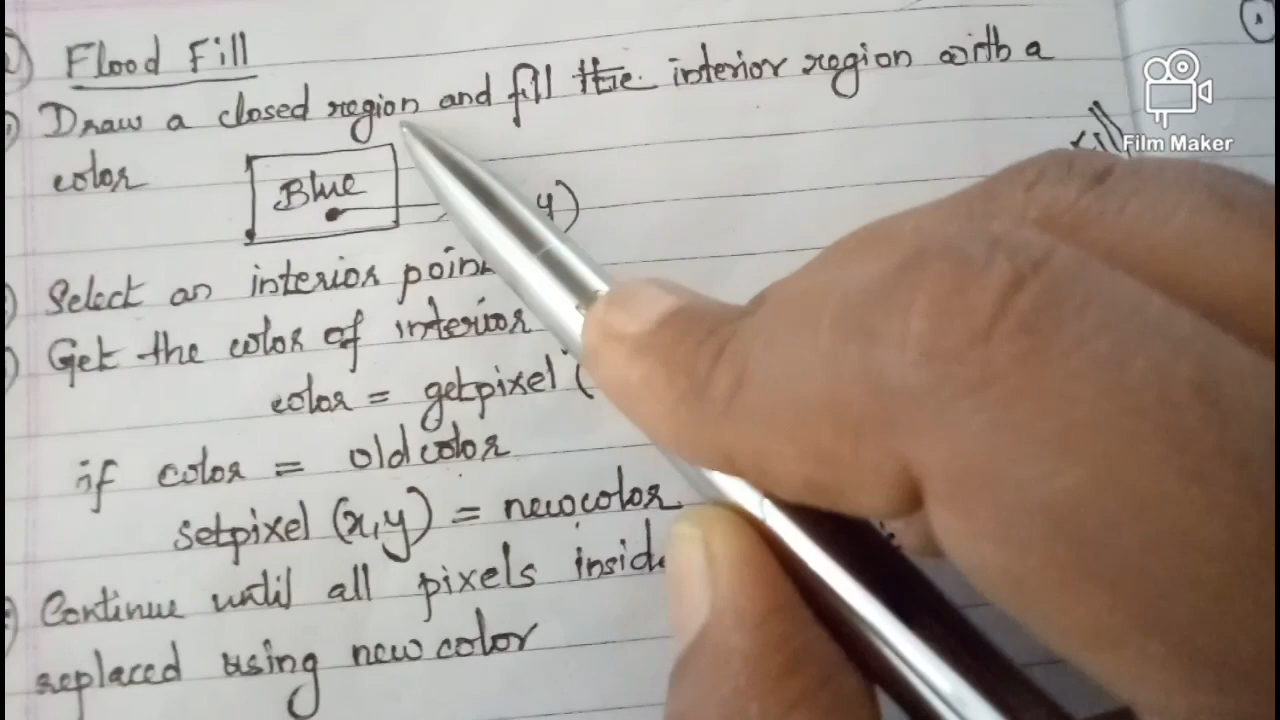 Flood Fill
Draw a closed region and fill the interior region with a
color
Blue
y)
Select an interior point
Get the color of interior
color = getpixel (
if color = oldcolor
setpixel (x,y) = newcolor
Continue until all pixels inside
replaced using new color
Film Maker